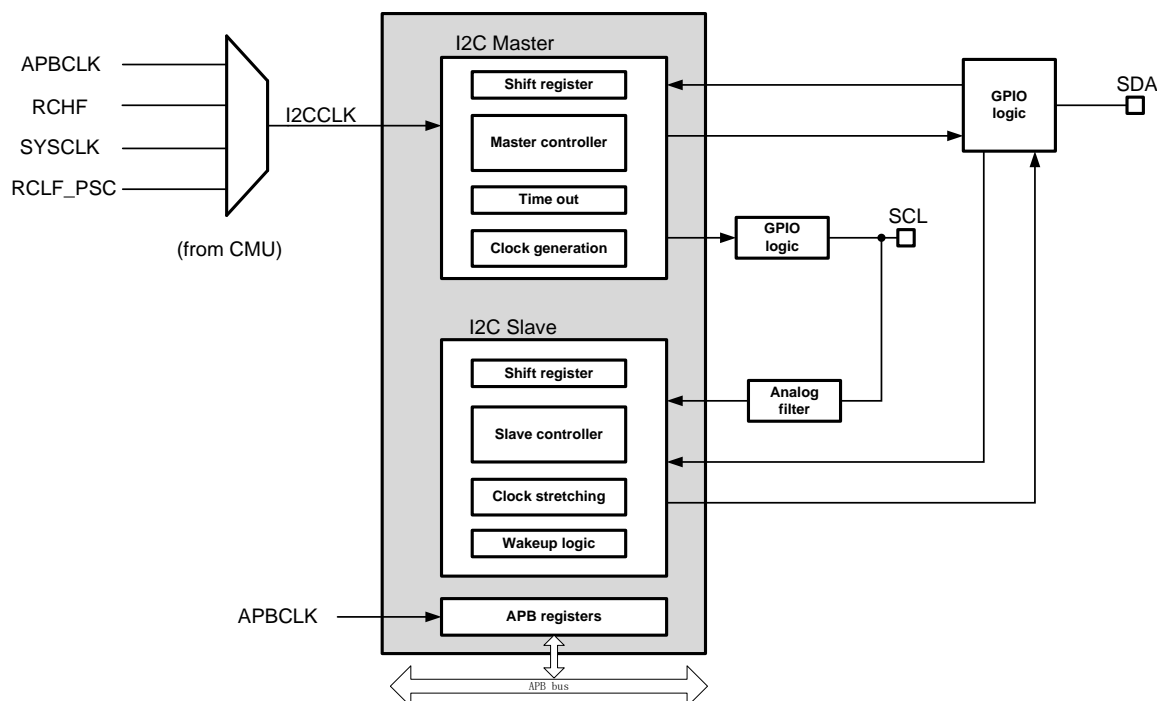 I2C Master
APBCLK
RCHF
SYSCLK
RCLF_PSC
I2CCLK
(from CMU)
Shift register
Master controller
Time out
Clock generation
GPIO
logic
SDA
GPIO
logic
SCL
I2C Slave
Shift register
Slave controller
Clock stretching
Wakeup logic
Analog
filter
APBCLK
APB registers
APB bus